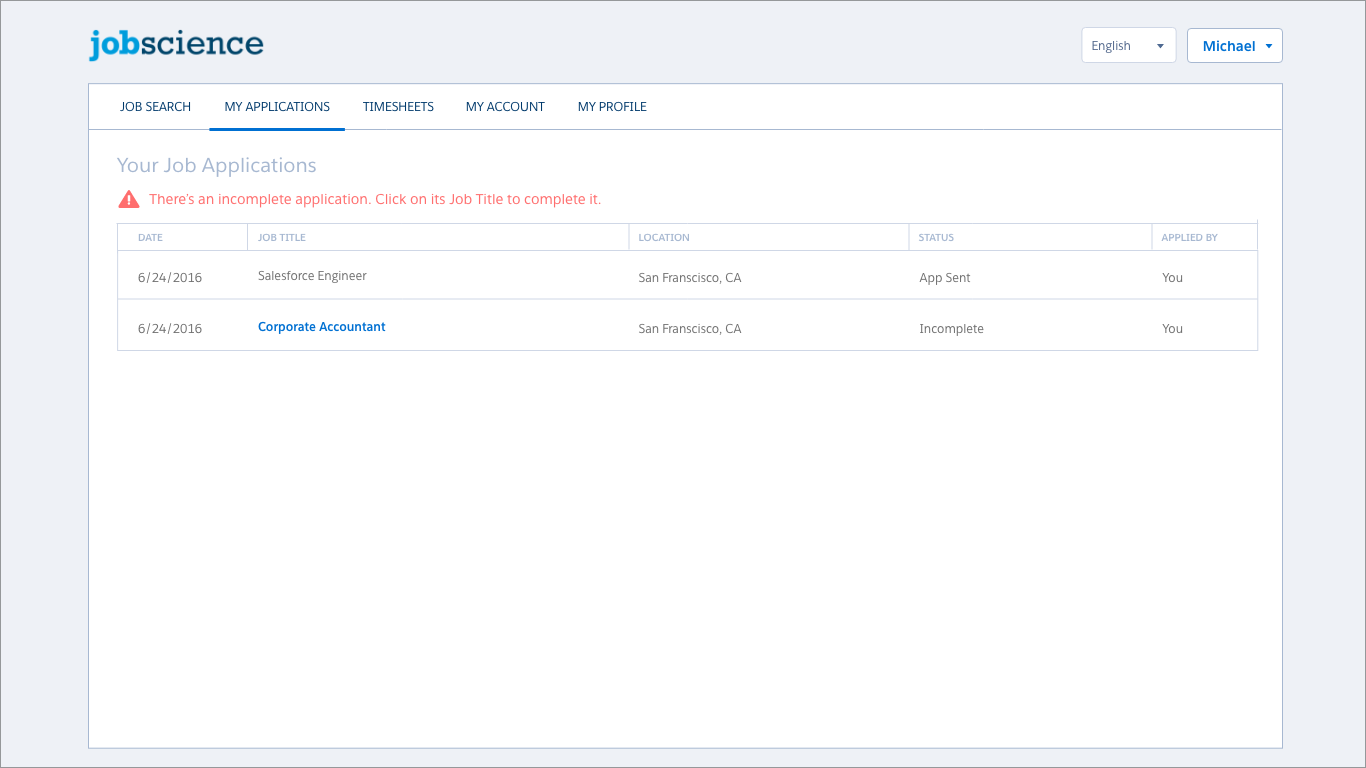 jobscience
English
Michael
JOB SEARCH MY APPLICATIONS TIMESHEETS MY ACCOUNT MY PROFILE
Your Job Applications
There's an incomplete application. Click on its Job Title to complete it.
DATE JOB TITLE LOCATION STATUS APPLIED BY
6/24/2016 Salesforce Engineer San Franscisco, CA App Sent You
6/24/2016 Corporate Accountant San Franscisco, CA Incomplete You